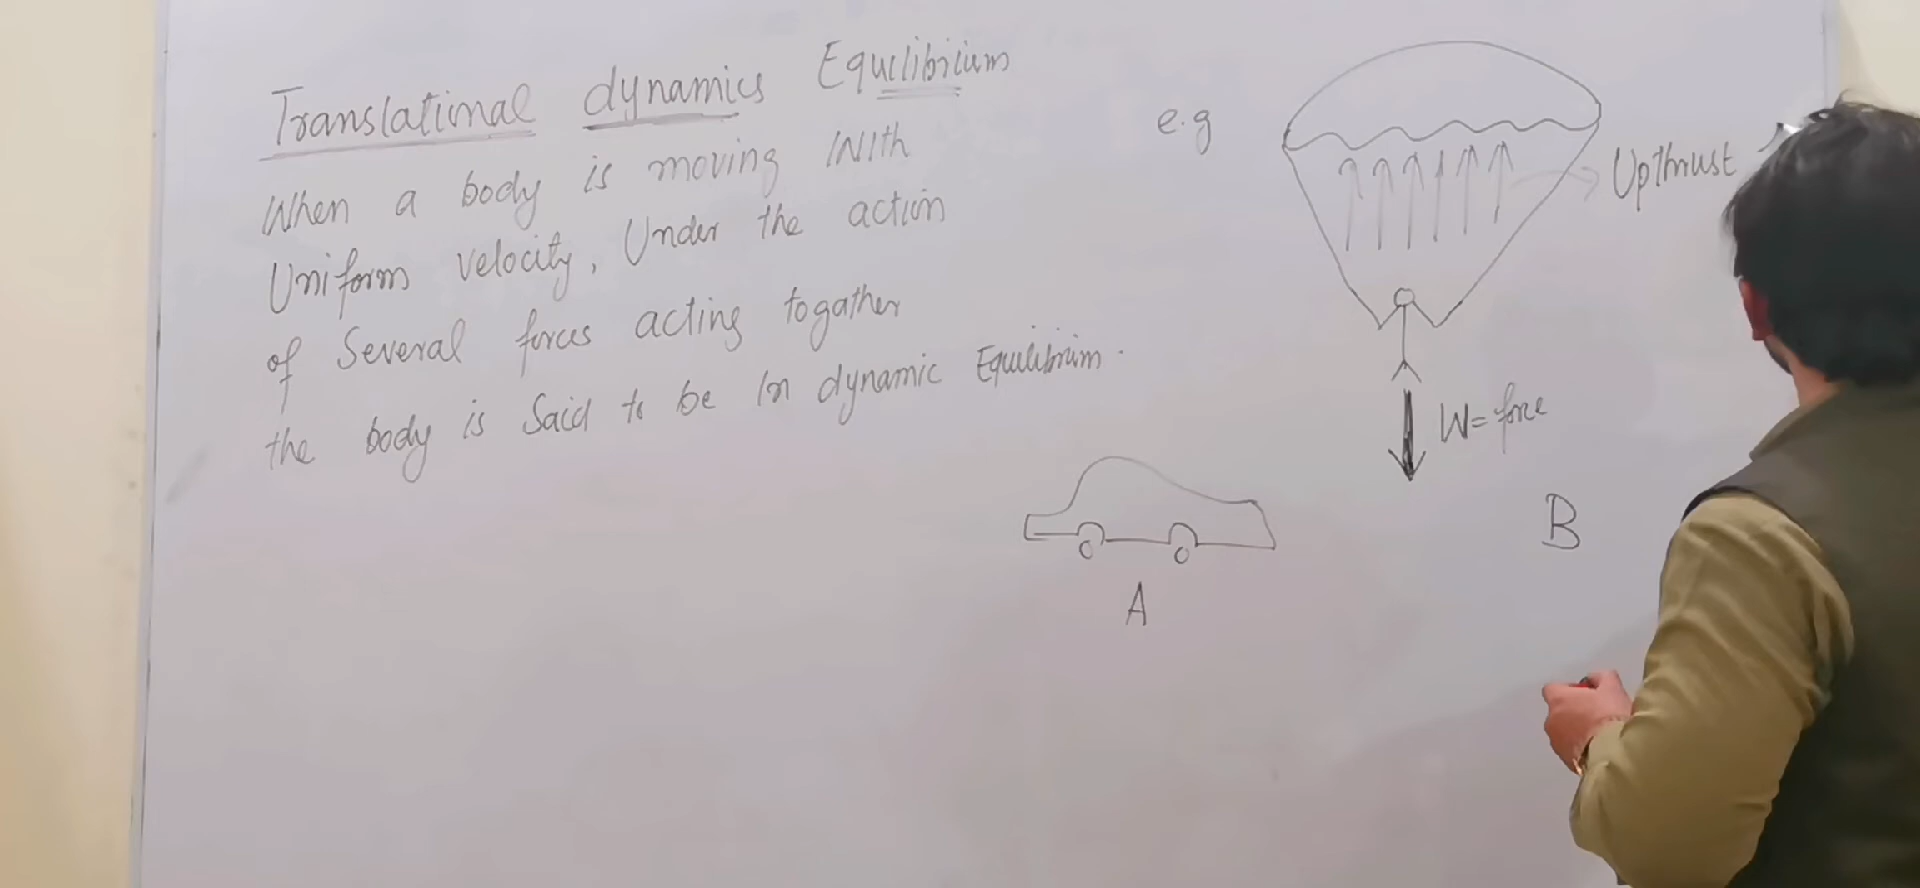 Translational dynamics Equilibrium
When a body is moving With
Uniform velocity, Under the action
of Several forces acting togather
the body is Said to be In dynamic Equilibrium.
e.g
Upthrust
W= force
B
A